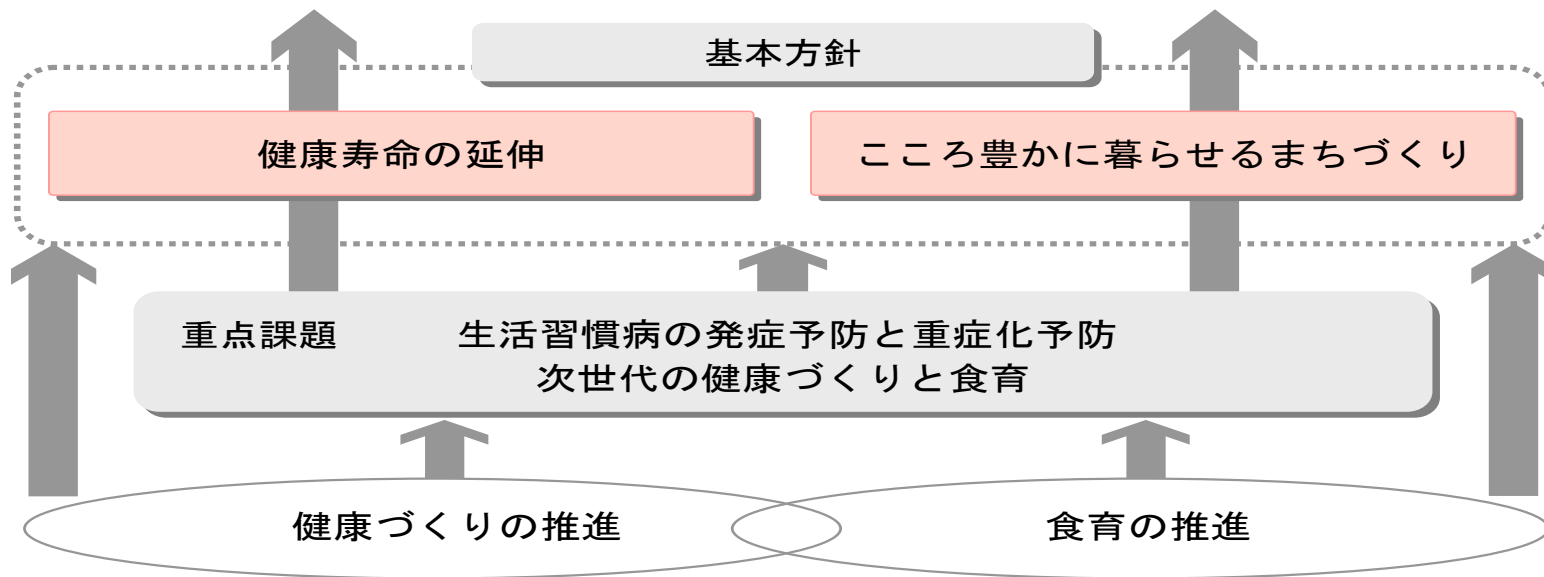 基本方針
健康寿命の延伸
こころ豊かに暮らせるまちづくり
重点課題 生活習慣病の発症予防と重症化予防
次世代の健康づくりと食育
健康づくりの推進
食育の推進